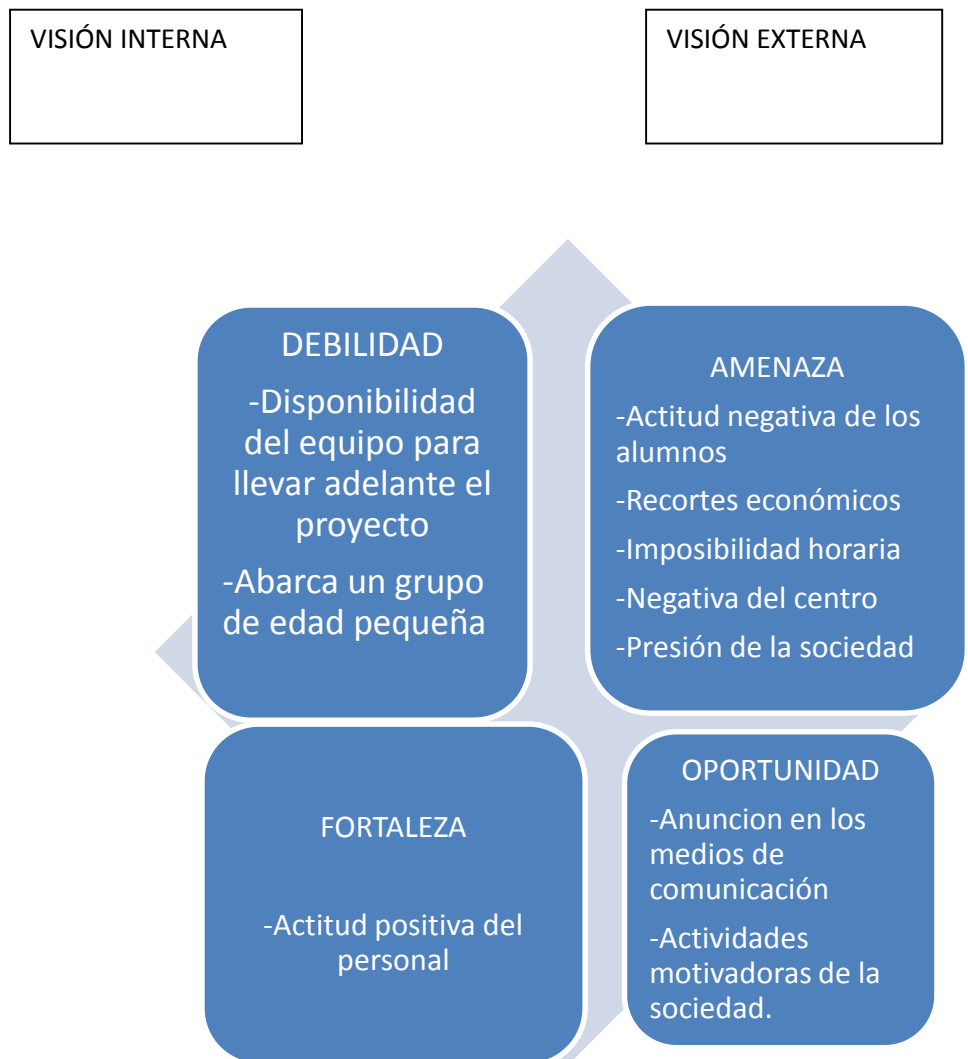 VISIÓN INTERNA
VISIÓN EXTERNA
DEBILIDAD
-Disponibilidad
del equipo para
llevar adelante el
proyecto
-Abarca un grupo
de edad pequeña
AMENAZA
-Actitud negativa de los
alumnos
-Recortes económicos
-Imposibilidad horaria
-Negativa del centro
-Presión de la sociedad
FORTALEZA
-Actitud positiva del
personal
OPORTUNIDAD
-Anuncion en los
medios de
comunicación
-Actividades
motivadoras de la
sociedad.